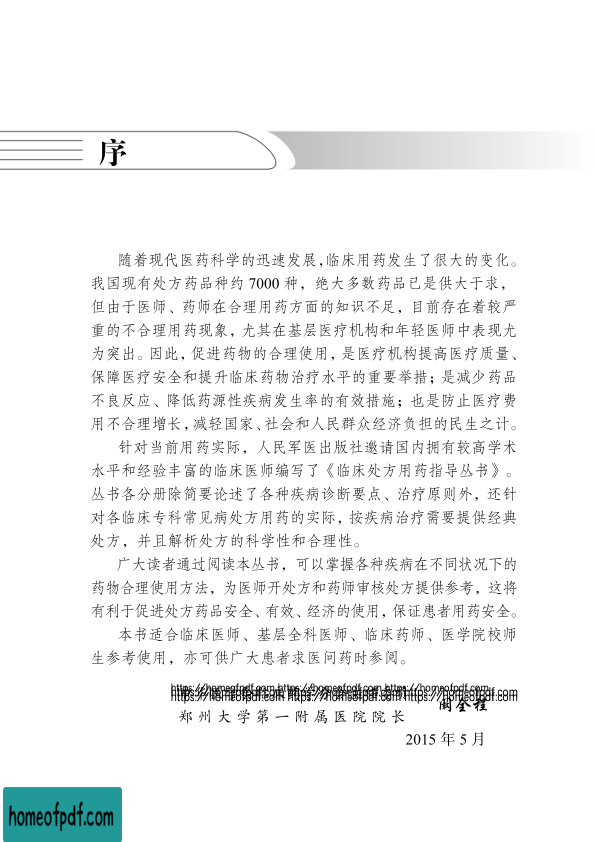 序
随着现代医药科学的迅速发展,临床用药发生了很大的变化。
我国现有处方药品种约 7000 种，绝大多数药品已是供大于求，
但由于医师、药师在合理用药方面的知识不足，目前存在着较严
重的不合理用药现象，尤其在基层医疗机构和年轻医师中表现尤
为突出。因此，促进药物的合理使用，是医疗机构提高医疗质量、
保障医疗安全和提升临床药物治疗水平的重要举措；是减少药品
不良反应、降低药源性疾病发生率的有效措施；也是防止医疗费
用不合理增长，减轻国家、社会和人民群众经济负担的民生之计。
针对当前用药实际，人民军医出版社邀请国内拥有较高学术
水平和经验丰富的临床医师编写了《临床处方用药指导丛书》。
丛书各分册除简要论述了各种疾病诊断要点、治疗原则外，还针
对各临床专科常见病处方用药的实际，按疾病治疗需要提供经典
处方，并且解析处方的科学性和合理性。
广大读者通过阅读本丛书，可以掌握各种疾病在不同状况下的
药物合理使用方法，为医师开处方和药师审核处方提供参考，这将
有利于促进处方药品安全、有效、经济的使用，保证患者用药安全。
本书适合临床医师、基层全科医师、临床药师、医学院校师
生参考使用，亦可供广大患者求医问药时参阅。
https://homeofpdf.com https://homeofpdf.com https://homeofpdf.com
https://homeofpdf.com https://homeofpdf.com https://homeofpdf.com
阚全程
郑州大学第一附属医院院长
2015 年 5 月
homeofpdf.com